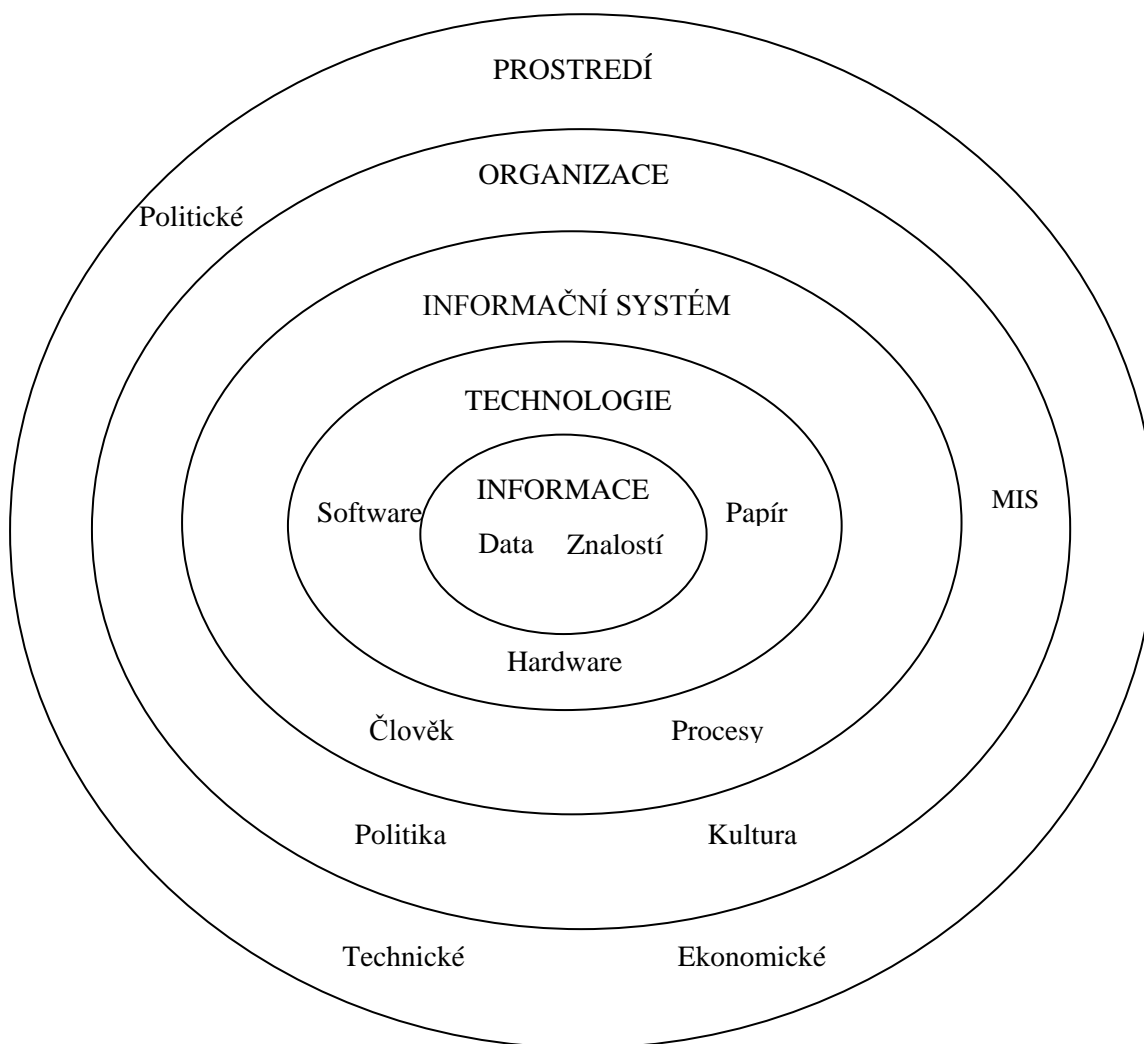 PROSTREDÍ
ORGANIZACE
Politické
INFORMAČNÍ SYSTÉM
TECHNOLOGIE
INFORMACE
Software
Papír
MIS
Data Znalostí
Hardware
Člověk
Procesy
Politika
Kultura
Technické
Ekonomické